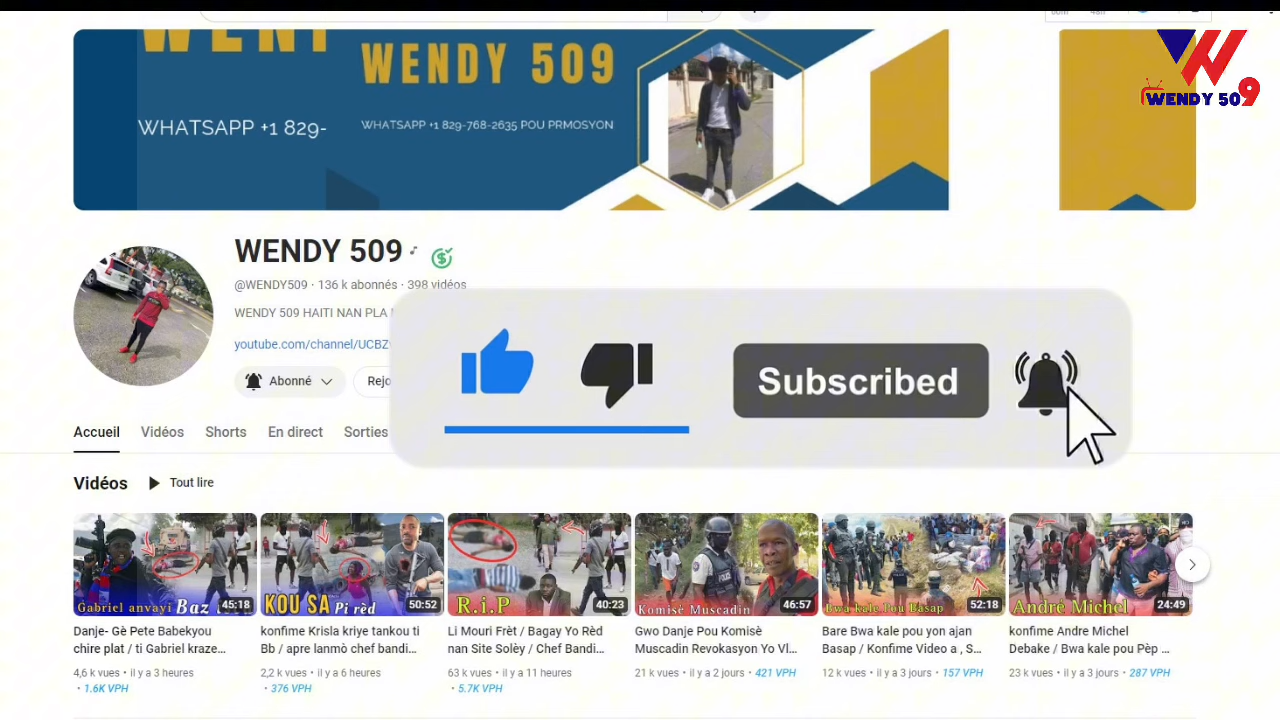 WENDY 509
WHATSAPP +1 829-
WHATSAPP +1 829-768-2635 POU PRMOSYON
WENDY 509
WENDY 509
@WENDY509 · 136 k abonnés · 398 vidéos
WENDY 509 HAITI NAN PLA
youtube.com/channel/UCBZ
Abonné
Rejo
Subscribed
Accueil Vidéos Shorts En direct Sorties
Vidéos Tout lire
Gabriel anvayi Baz 45:18
KOU SA Pi rèd 50:52
R.i.P 40:23
Komisè Muscadin 46:57
Bwa kale Pou Basap 52:18
Andrè Michel 24:49
Danje- Gè Pete Babekyou
chire plat / ti Gabriel kraze...
4,6 k vues • il y a 3 heures
• 1.6K VPH
konfime Krisla kriye tankou ti
Bb / apre lanmò chef bandi...
2,2 k vues • il y a 6 heures
• 376 VPH
Li Mouri Frèt / Bagay Yo Rèd
nan Site Solèy / Chef Bandi...
63 k vues • il y a 11 heures
• 5.7K VPH
Gwo Danje Pou Komisè
Muscadin Revokasyon Yo Vl...
21 k vues • il y a 2 jours • 421 VPH
Bare Bwa kale pou yon ajan
Basap / Konfime Video a , S...
12 k vues • il y a 3 jours • 157 VPH
konfime Andre Michel
Debake / Bwa kale pou Pèp ...
23 k vues • il y a 3 jours • 287 VPH